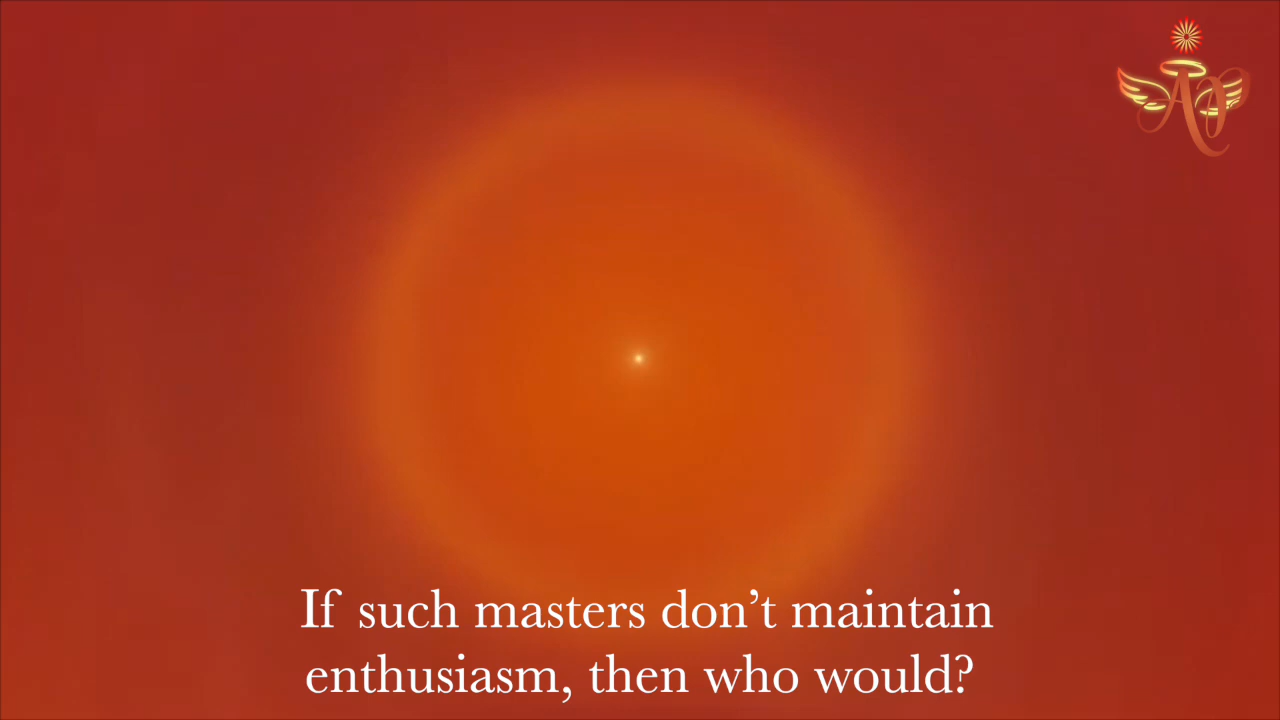 If such masters don’t maintain
enthusiasm, then who would?